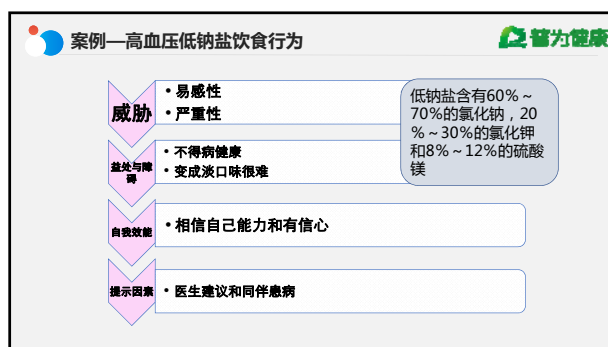 案例—高血压低钠盐饮食行为
普为健康
威胁
• 易感性
• 严重性
低钠盐含有60%～
70%的氯化钠，20
%～30%的氯化钾
和8%～12%的硫酸
镁
益处与障
碍
• 不得病健康
• 变成淡口味很难
自我效能
• 相信自己能力和有信心
提示因素
• 医生建议和同伴患病